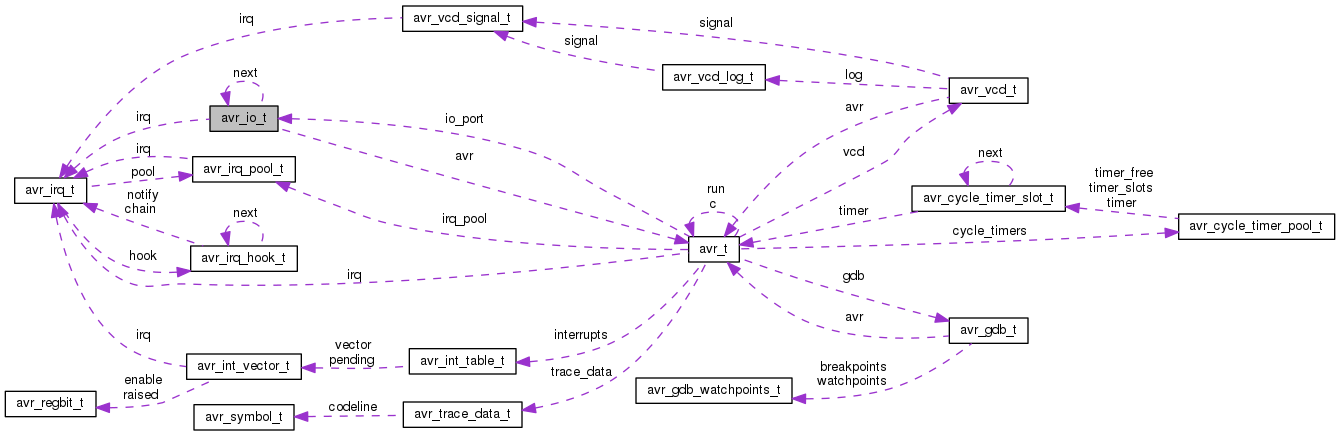 avr_vcd_signal_t
irq
signal
signal
next
avr_vcd_log_t
log
avr_vcd_t
avr_io_t
irq
io_port
avr
avr
vcd
irq
avr_irq_pool_t
pool
avr_irq_t
next
timer_free
timer_slots
timer
avr_cycle_timer_slot_t
notify
chain
next
run
c
timer
irq_pool
avr_cycle_timer_pool_t
cycle_timers
avr_t
hook
avr_irq_hook_t
irq
gdb
avr
avr_gdb_t
irq
interrupts
vector
pending
avr_int_table_t
avr_int_vector_t
trace_data
breakpoints
watchpoints
enable
raised
avr_gdb_watchpoints_t
avr_regbit_t
codeline
avr_symbol_t
avr_trace_data_t